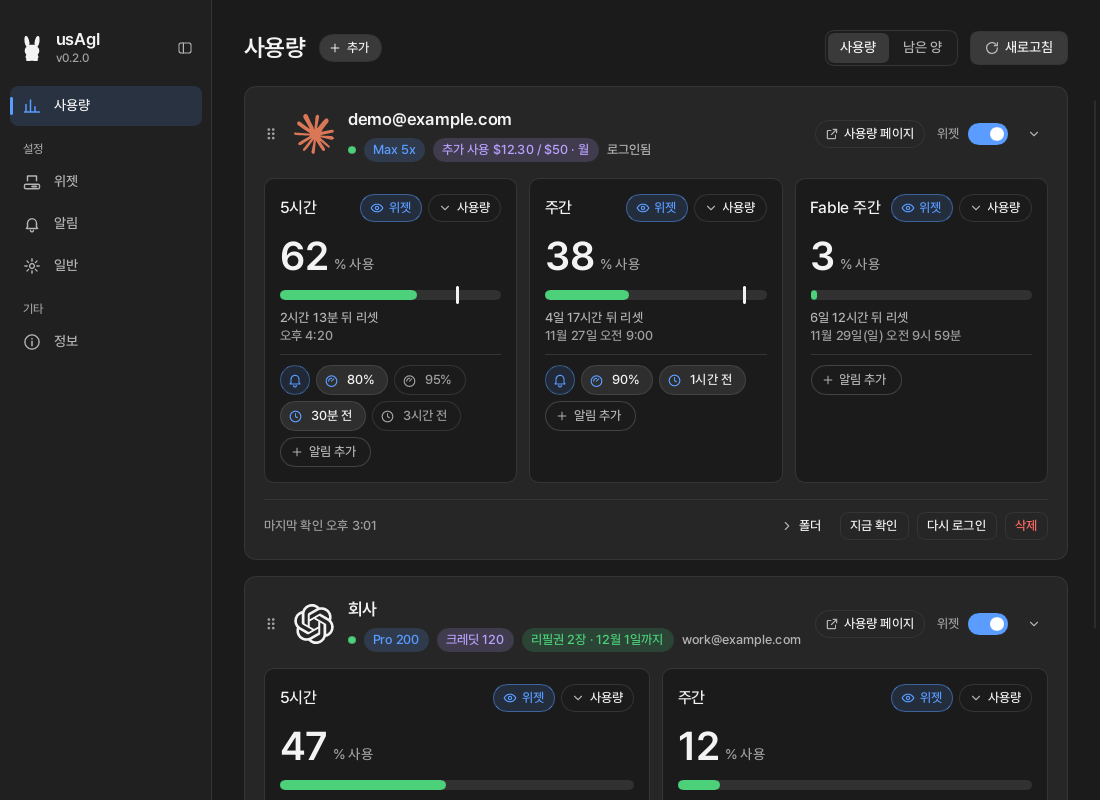 usAgl
v0.2.0
사용량
설정
위젯
알림
일반
기타
정보
사용량
추가
사용량
남은 양
새로고침
demo@example.com
Max 5x
추가 사용 $12.30 / $50 · 월
로그인됨
사용량 페이지
위젯
5시간
위젯
사용량
62 % 사용
2시간 13분 뒤 리셋
오후 4:20
80%
95%
30분 전
3시간 전
알림 추가
주간
위젯
사용량
38 % 사용
4일 17시간 뒤 리셋
11월 27일 오전 9:00
90%
1시간 전
알림 추가
Fable 주간
위젯
사용량
3 % 사용
6일 12시간 뒤 리셋
11월 29일(일) 오전 9시 59분
알림 추가
마지막 확인 오후 3:01
폴더
지금 확인
다시 로그인
삭제
회사
Pro 200
크레딧 120
리필권 2장 · 12월 1일까지
work@example.com
사용량 페이지
위젯
5시간
위젯
사용량
47 % 사용
주간
위젯
사용량
12 % 사용